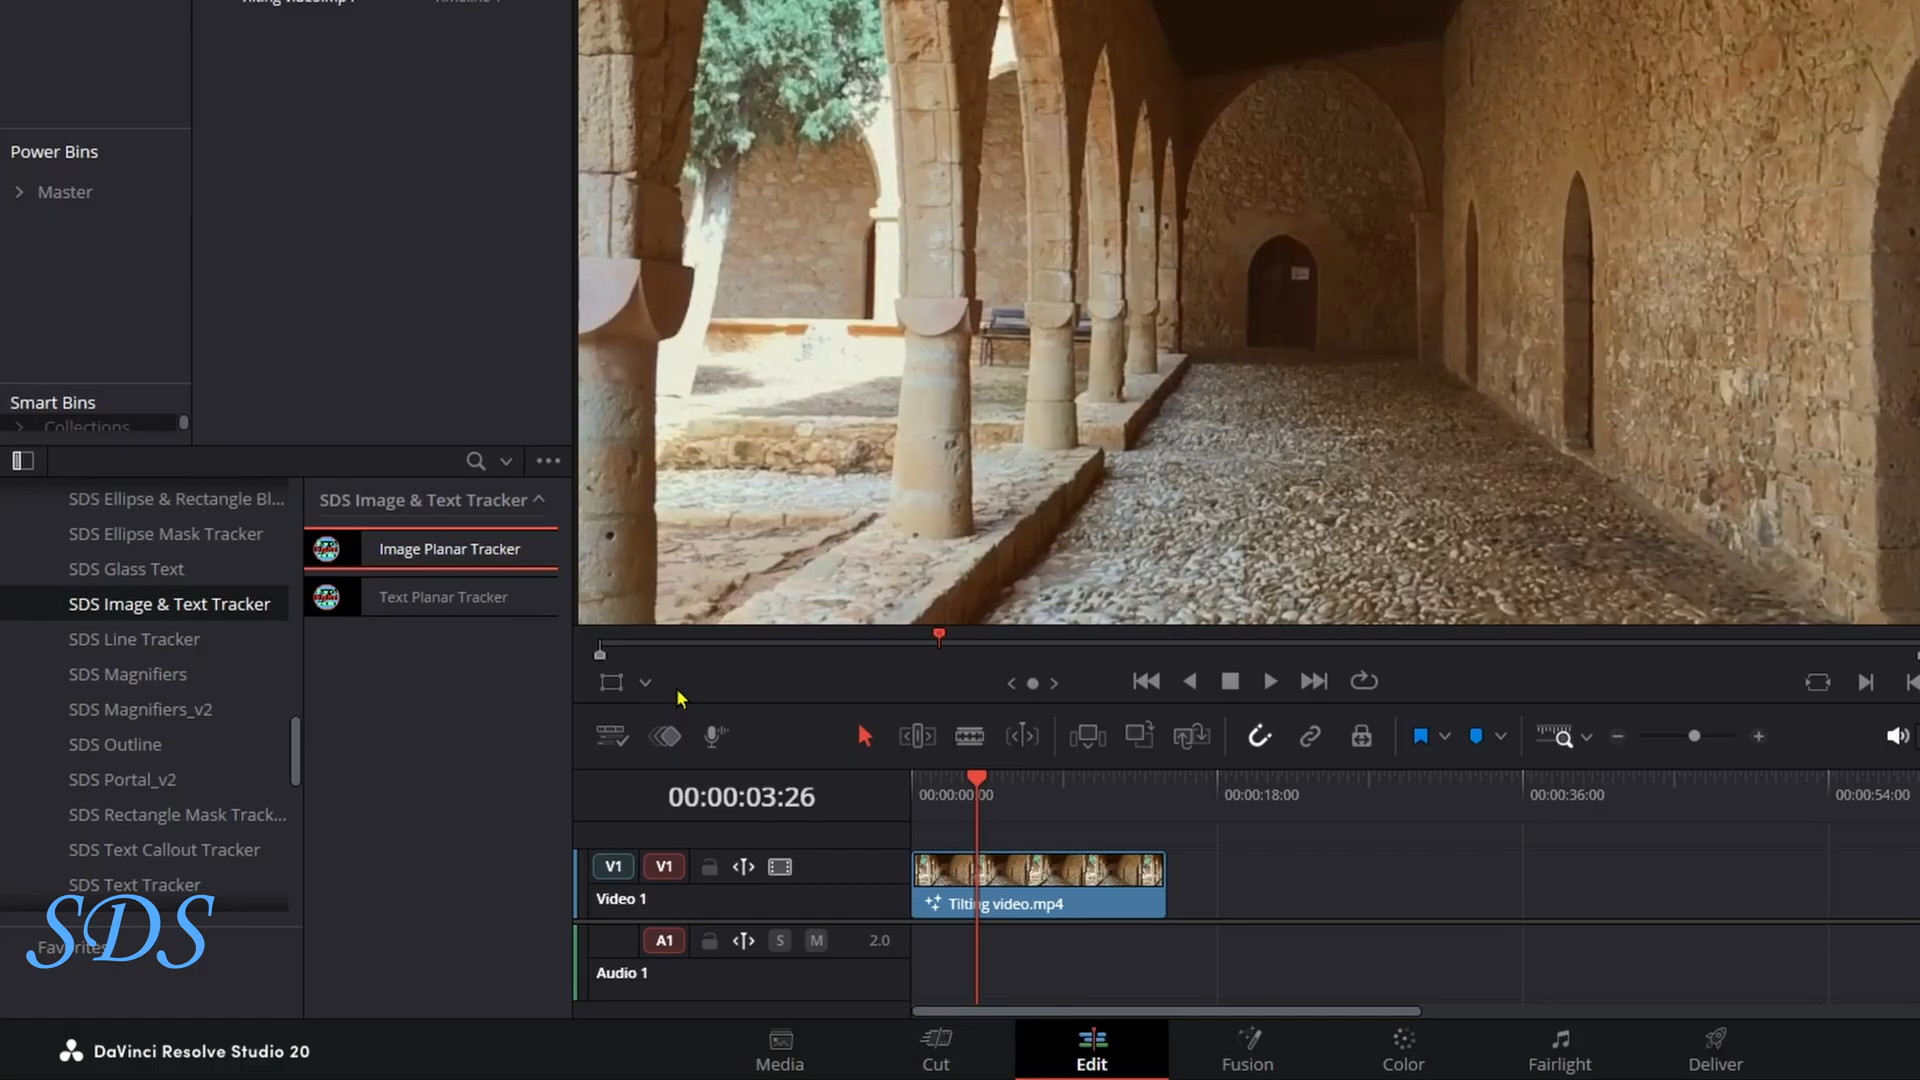 Power Bins
Master
Smart Bins
Collections
SDS Ellipse & Rectangle Bl...
SDS Ellipse Mask Tracker
SDS Glass Text
SDS Image & Text Tracker
SDS Line Tracker
SDS Magnifiers
SDS Magnifiers_v2
SDS Outline
SDS Portal_v2
SDS Rectangle Mask Track...
SDS Text Callout Tracker
SDS Text Tracker
Favorites
SDS
SDS Image & Text Tracker
Image Planar Tracker
Text Planar Tracker
00:00:03:26
00:00:00:00
00:00:18:00
00:00:36:00
00:00:54:00
V1 V1
Video 1
Tilting video.mp4
A1 S M 2.0
Audio 1
DaVinci Resolve Studio 20
Media
Cut
Edit
Fusion
Color
Fairlight
Deliver